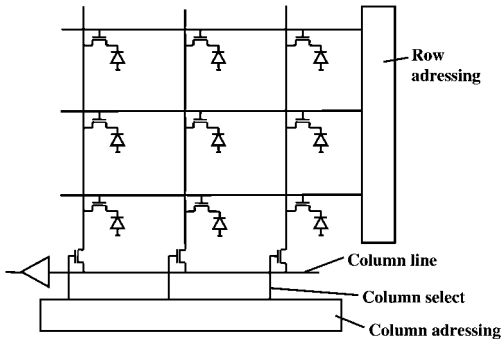 Row
adressing
Column line
Column select
Column adressing